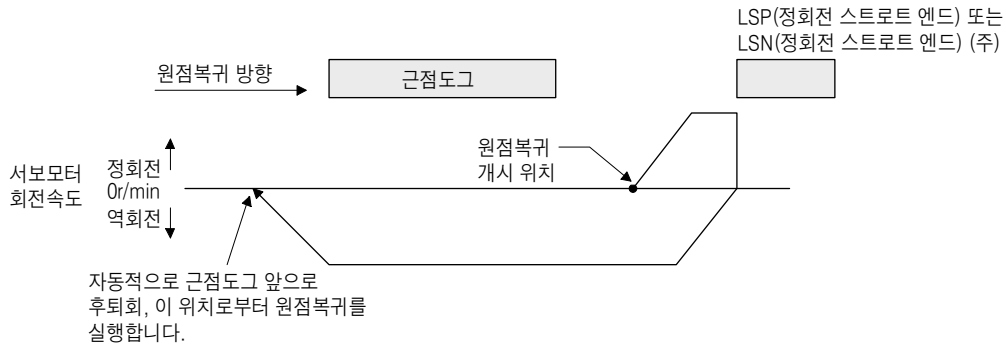 LSP(정회전 스트로트 엔드) 또는
LSN(정회전 스트로트 엔드) (주)
원점복귀 방향
근점도그
원점복귀
개시 위치
서보모터
회전속도
정회전
0r/min
역회전
자동적으로 근점도그 앞으로
후퇴회, 이 위치로부터 원점복귀를
실행합니다.